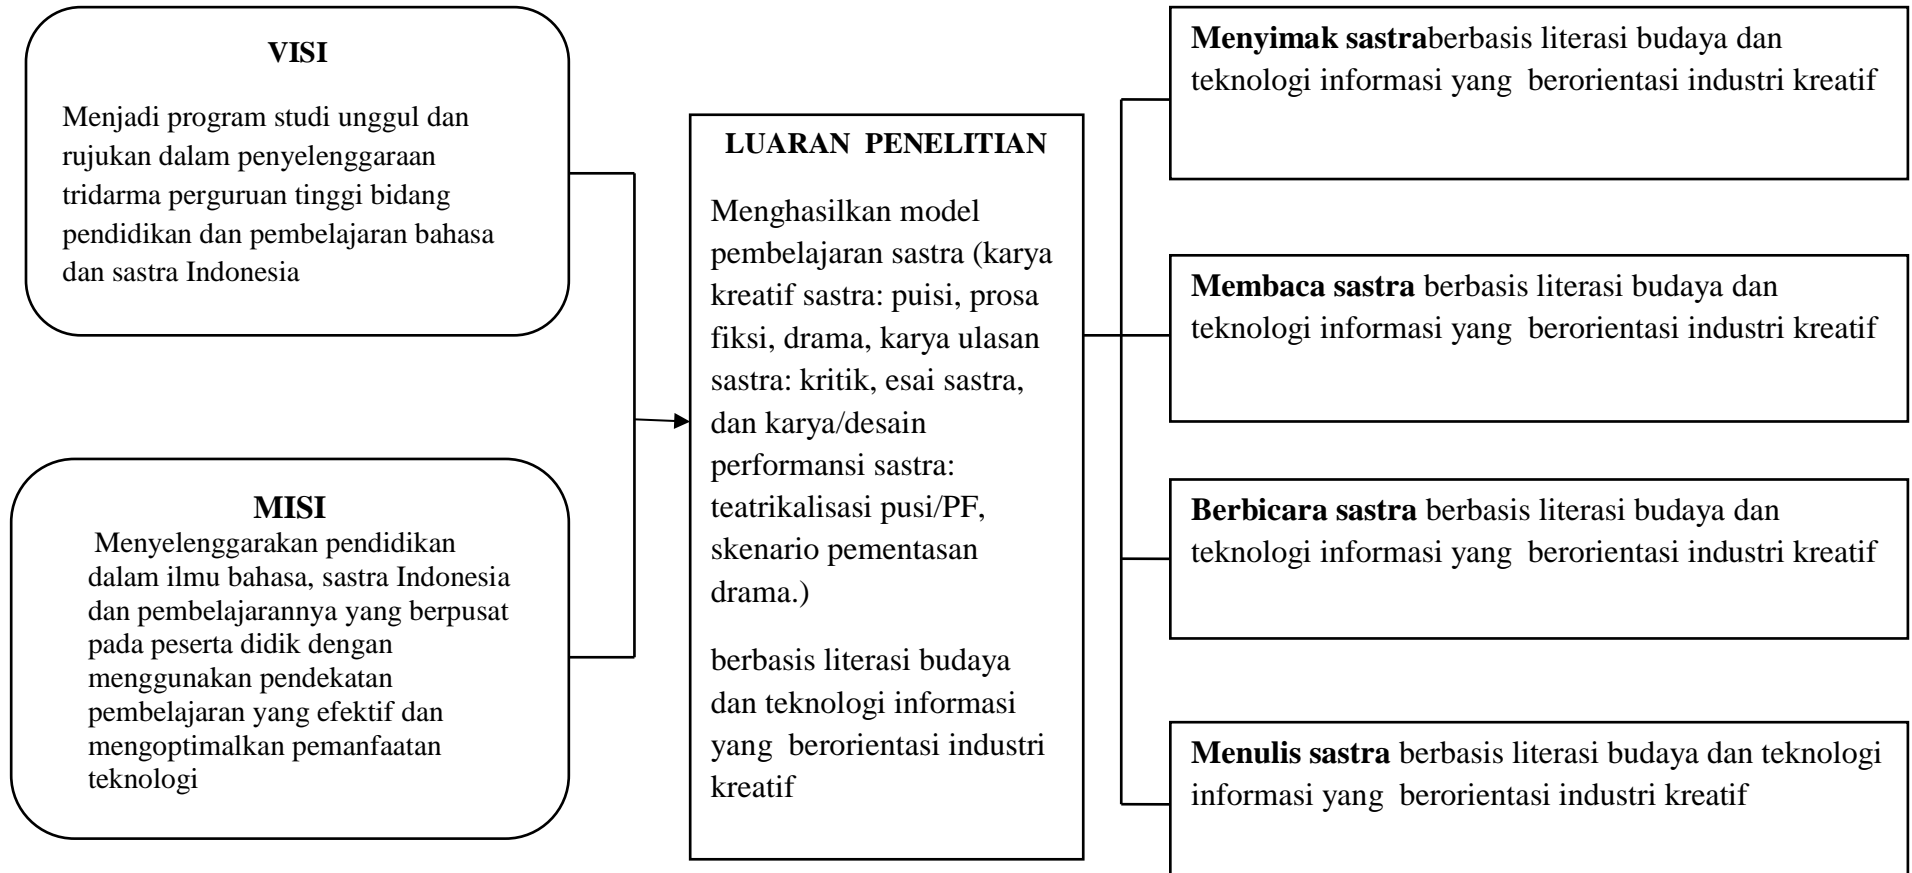 VISI
Menjadi program studi unggul dan
rujukan dalam penyelenggaraan
tridarma perguruan tinggi bidang
pendidikan dan pembelajaran bahasa
dan sastra Indonesia
MISI
Menyelenggarakan pendidikan
dalam ilmu bahasa, sastra Indonesia
dan pembelajarannya yang berpusat
pada peserta didik dengan
menggunakan pendekatan
pembelajaran yang efektif dan
mengoptimalkan pemanfaatan
teknologi
LUARAN PENELITIAN
Menghasilkan model
pembelajaran sastra (karya
kreatif sastra: puisi, prosa
fiksi, drama, karya ulasan
sastra: kritik, esai sastra,
dan karya/desain
performansi sastra:
teatrikalisasi pusi/PF,
skenario pementasan
drama.)
berbasis literasi budaya
dan teknologi informasi
yang berorientasi industri
kreatif
Menyimak sastraberbasis literasi budaya dan
teknologi informasi yang berorientasi industri kreatif
Membaca sastra berbasis literasi budaya dan
teknologi informasi yang berorientasi industri kreatif
Berbicara sastra berbasis literasi budaya dan
teknologi informasi yang berorientasi industri kreatif
Menulis sastra berbasis literasi budaya dan teknologi
informasi yang berorientasi industri kreatif